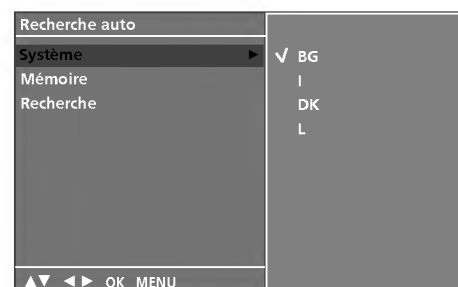 Recherche auto
Système ► √ BG
Mémoire I
Recherche DK
L
▲▼ ◄► OK MENU